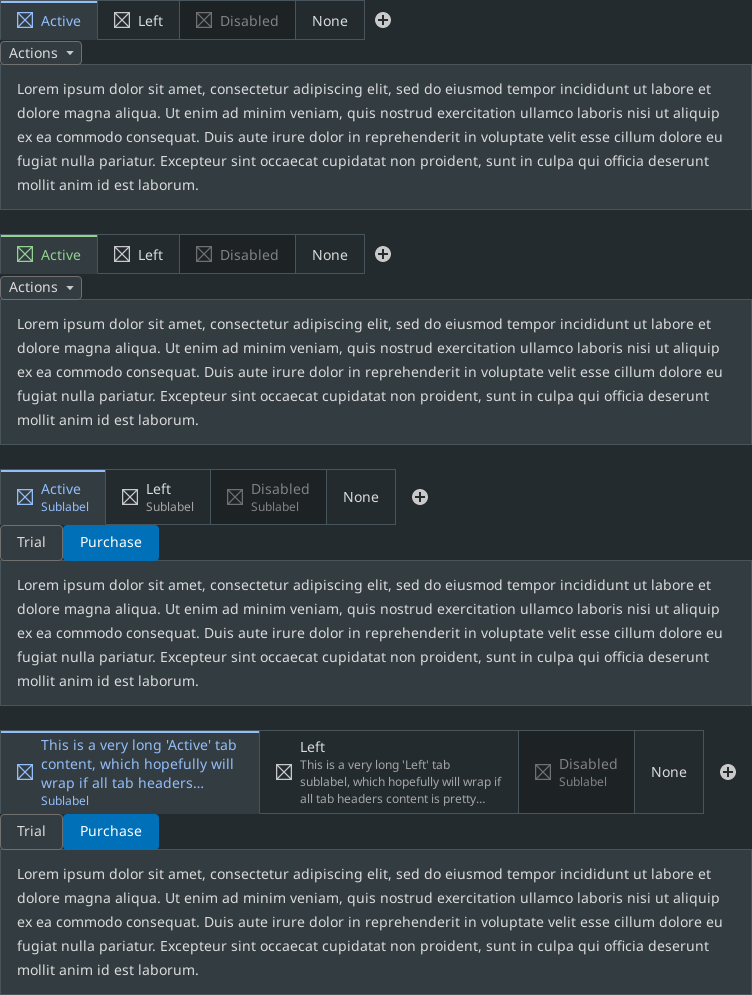 Active Left Disabled None
Actions
Lorem ipsum dolor sit amet, consectetur adipiscing elit, sed do eiusmod tempor incididunt ut labore et
dolore magna aliqua. Ut enim ad minim veniam, quis nostrud exercitation ullamco laboris nisi ut aliquip
ex ea commodo consequat. Duis aute irure dolor in reprehenderit in voluptate velit esse cillum dolore eu
fugiat nulla pariatur. Excepteur sint occaecat cupidatat non proident, sunt in culpa qui officia deserunt
mollit anim id est laborum.
Active Left Disabled None
Actions
Lorem ipsum dolor sit amet, consectetur adipiscing elit, sed do eiusmod tempor incididunt ut labore et
dolore magna aliqua. Ut enim ad minim veniam, quis nostrud exercitation ullamco laboris nisi ut aliquip
ex ea commodo consequat. Duis aute irure dolor in reprehenderit in voluptate velit esse cillum dolore eu
fugiat nulla pariatur. Excepteur sint occaecat cupidatat non proident, sunt in culpa qui officia deserunt
mollit anim id est laborum.
Active
Sublabel
Left
Sublabel
Disabled
Sublabel
None
Trial Purchase
Lorem ipsum dolor sit amet, consectetur adipiscing elit, sed do eiusmod tempor incididunt ut labore et
dolore magna aliqua. Ut enim ad minim veniam, quis nostrud exercitation ullamco laboris nisi ut aliquip
ex ea commodo consequat. Duis aute irure dolor in reprehenderit in voluptate velit esse cillum dolore eu
fugiat nulla pariatur. Excepteur sint occaecat cupidatat non proident, sunt in culpa qui officia deserunt
mollit anim id est laborum.
This is a very long 'Active' tab
content, which hopefully will
wrap if all tab headers...
Sublabel
Left
This is a very long 'Left' tab
sublabel, which hopefully will wrap if
all tab headers content is pretty...
Disabled
Sublabel
None
Trial Purchase
Lorem ipsum dolor sit amet, consectetur adipiscing elit, sed do eiusmod tempor incididunt ut labore et
dolore magna aliqua. Ut enim ad minim veniam, quis nostrud exercitation ullamco laboris nisi ut aliquip
ex ea commodo consequat. Duis aute irure dolor in reprehenderit in voluptate velit esse cillum dolore eu
fugiat nulla pariatur. Excepteur sint occaecat cupidatat non proident, sunt in culpa qui officia deserunt
mollit anim id est laborum.